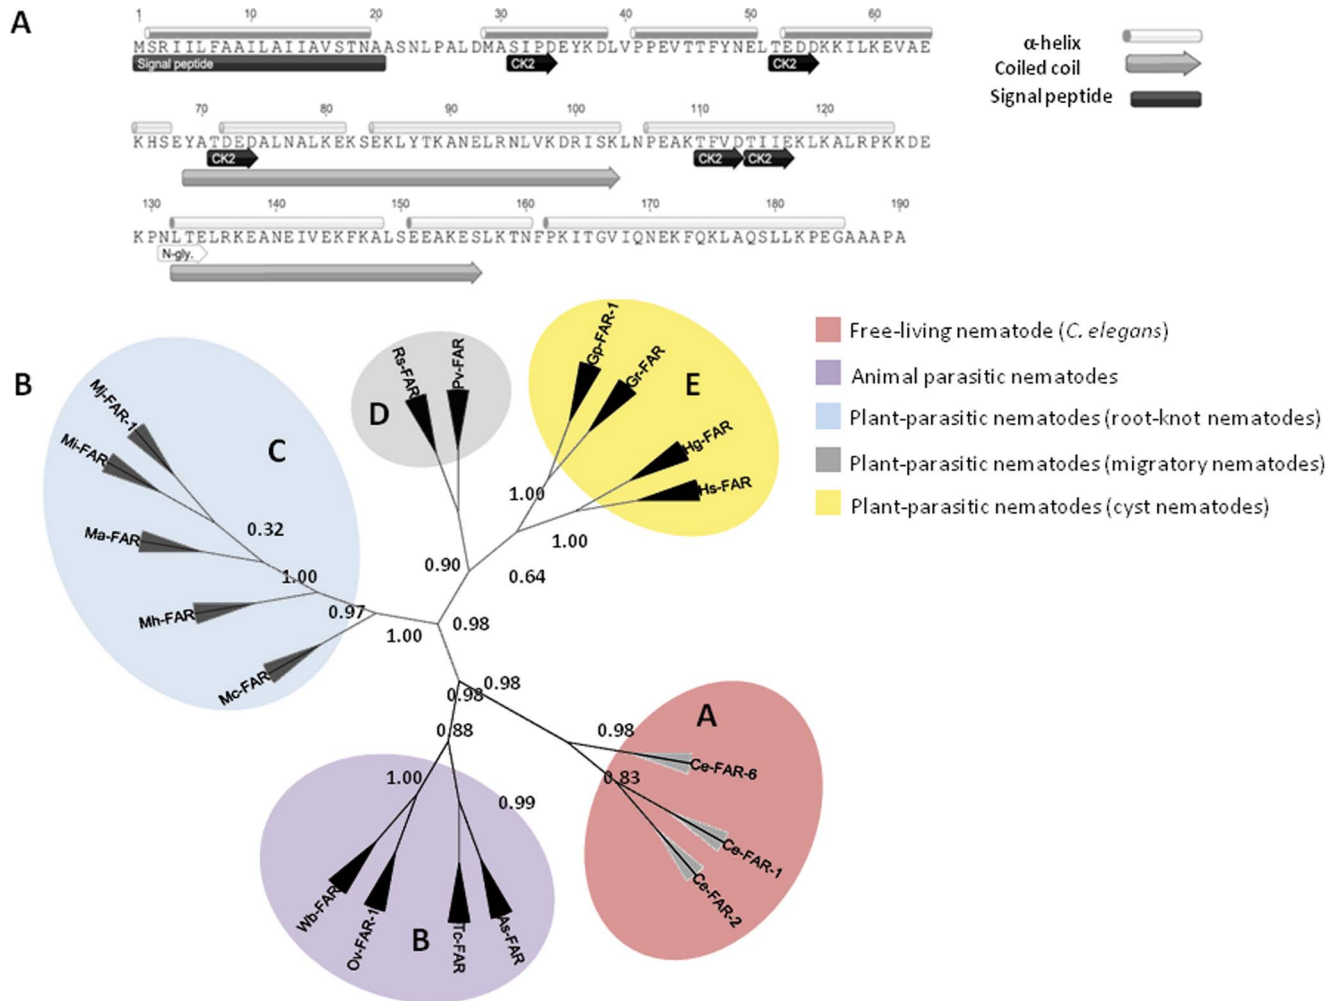 A
1 10 20 30 40 50 60
MSRIILFAAILAIIAVSTNAASNLPALDMASIPDEYKDLVPPEVTTFYNELTEDDKKILKEVAE
Signal peptide CK2 CK2
α-helix
Coiled coil
Signal peptide
70 80 90 100 110 120
KHSEYATDEDALNALKEKSEKLYTKANELRNLVKDRISKLNPEAKTFVDTIIEKLKALRPKKDE
CK2 CK2 CK2
130 140 150 160 170 180 190
KPNLTELRKEANEIVEKFKALSEEAKESLKTNFPKITGVIQNEKFQKLAQSLLKPEGAAAPA
N-gly.
B
C
Mj-FAR-1
Mi-FAR
Ma-FAR
Mh-FAR
Mc-FAR
0.32
1.00
0.97
1.00
D
Rs-FAR
Pv-FAR
0.90
E
Gp-FAR-1
Gr-FAR
Hg-FAR
Hs-FAR
1.00
1.00
0.64
0.98
0.98
0.98
0.88
1.00
0.99
B
Wb-FAR
Ov-FAR-1
Tc-FAR
As-FAR
A
0.98
0.83
Ce-FAR-6
Ce-FAR-1
Ce-FAR-2
Free-living nematode (C. elegans)
Animal parasitic nematodes
Plant-parasitic nematodes (root-knot nematodes)
Plant-parasitic nematodes (migratory nematodes)
Plant-parasitic nematodes (cyst nematodes)